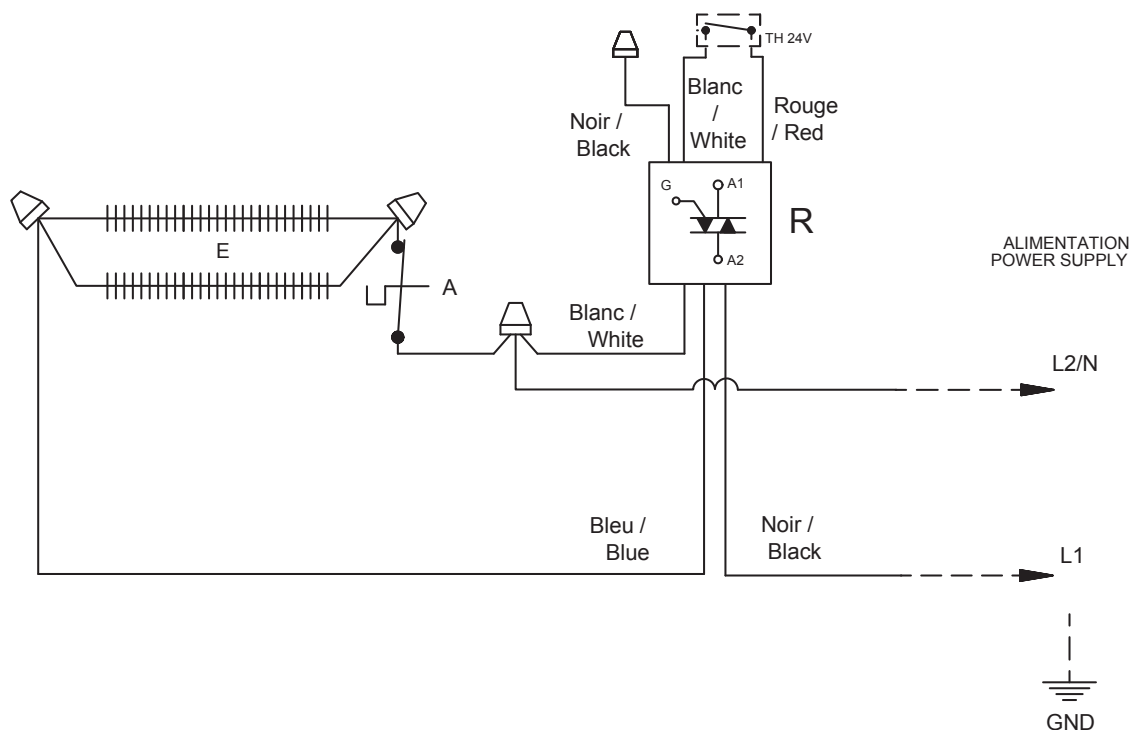 TH 24V
Blanc
/
White
Rouge
/ Red
Noir /
Black
G
A1
R
A2
E
A
ALIMENTATION
POWER SUPPLY
Blanc /
White
L2/N
Bleu /
Blue
Noir /
Black
L1
GND